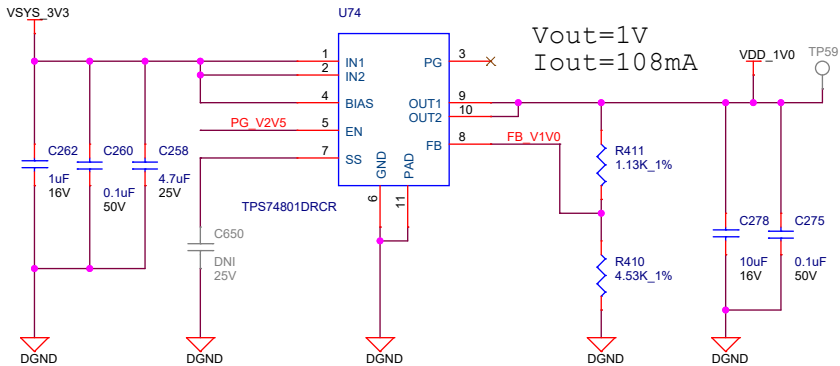 VSYS_3V3
U74
Vout=1V
Iout=108mA
VDD_1V0
TP59
1
IN1
2
IN2
4
BIAS
PG_V2V5
5
EN
7
SS
PG
3
OUT1
9
OUT2
10
FB
8
FB_V1V0
GND
PAD
6
11
TPS74801DRCR
C262
1uF
16V
C260
0.1uF
50V
C258
4.7uF
25V
C650
DNI
25V
R411
1.13K_1%
R410
4.53K_1%
C278
10uF
16V
C275
0.1uF
50V
DGND
DGND
DGND
DGND
DGND